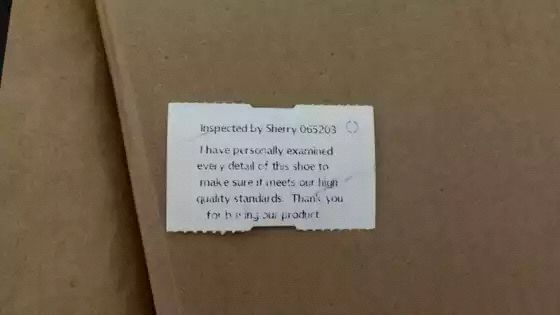 Inspected by Sherry 065203
I have personally examined
every detail of this shoe to
make sure it meets our high
quality standards. Thank you
for buying our product